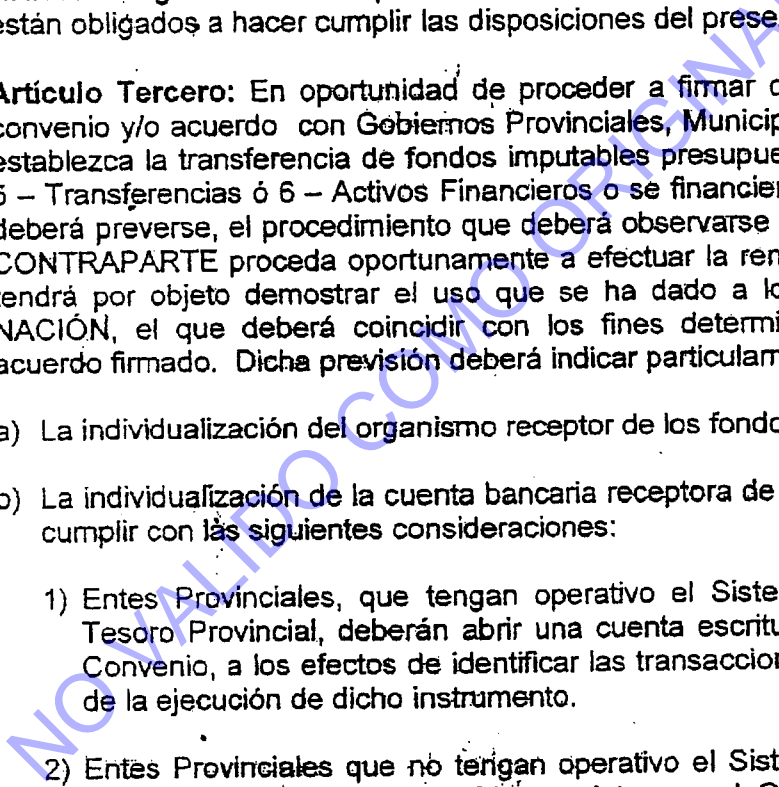 están obligados a hacer cumplir las disposiciones del prese
Artículo Tercero: En oportunidad de proceder a firmar c
convenio y/o acuerdo con Gobiernos Provinciales, Municip
establezca la transferencia de fondos imputables presupue
5 – Transferencias ó 6 – Activos Financieros o se financier
deberá preverse, el procedimiento que deberá observarse
CONTRAPARTE proceda oportunamente a efectuar la ren
tendrá por objeto demostrar el uso que se ha dado a lo
NACIÓN, el que deberá coincidir con los fines determi
acuerdo firmado. Dicha previsión deberá indicar particularm
a) La individualización del organismo receptor de los fondo
b) La individualización de la cuenta bancaria receptora de
cumplir con las siguientes consideraciones:
1) Entes Provinciales, que tengan operativo el Siste
Tesoro Provincial, deberán abrir una cuenta escritu
Convenio, a los efectos de identificar las transaccion
de la ejecución de dicho instrumento.
2) Entes Provinciales que no tengan operativo el Sist
NO VALIDO COMO ORIGINA